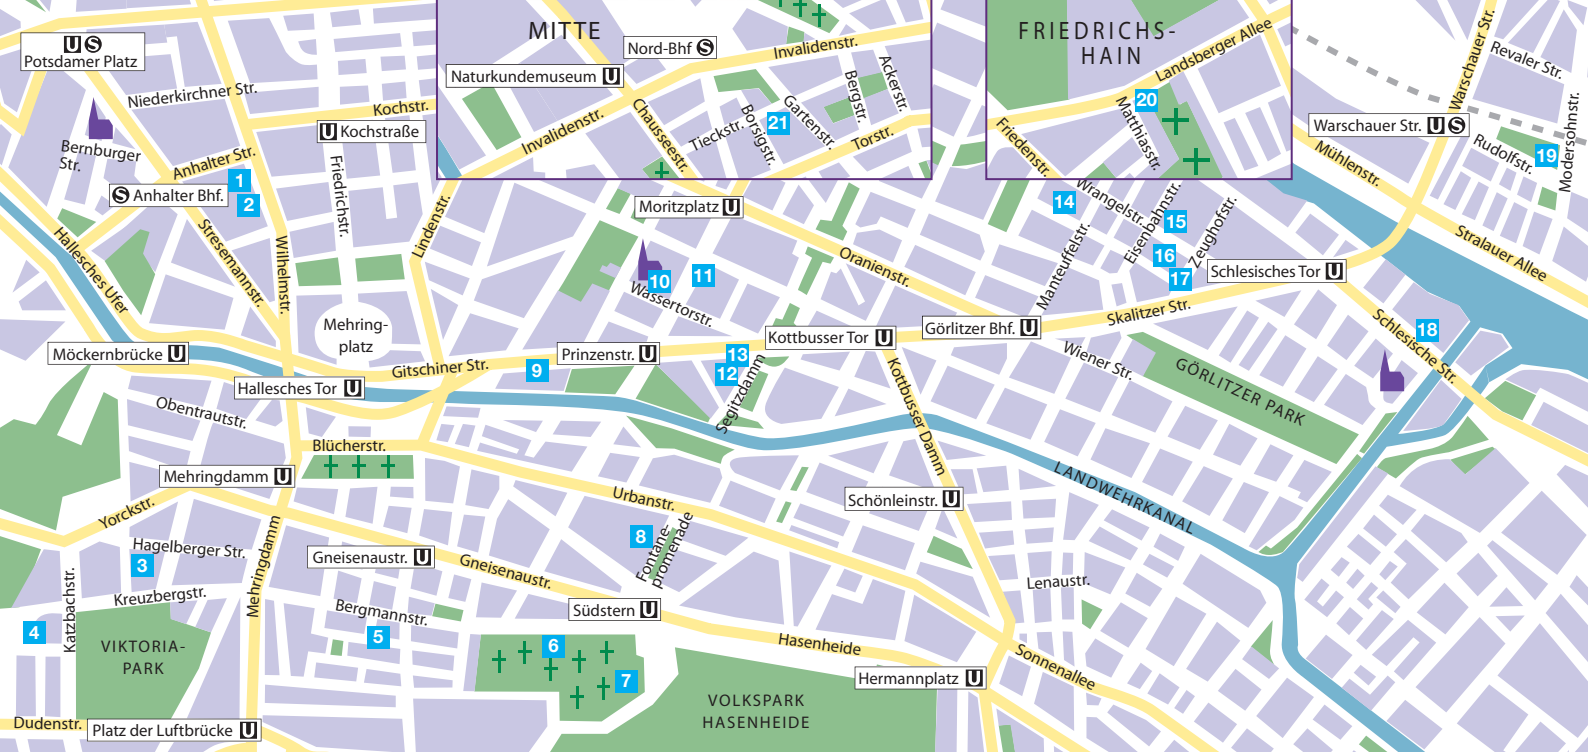 MITTE
Nord-Bhf S
Naturkundemuseum U
Invalidenstr.
Invalidenstr.
Chausseestr.
Tieckstr.
Borsigstr.
21
Gartenstr.
Bergstr.
Ackerstr.
Torstr.
FRIEDRICHS-
HAIN
Landsberger Allee
20
Matthiasstr.
Friedenstr.
U S
Potsdamer Platz
Niederkirchner Str.
Kochstr.
U Kochstraße
Bernburger
Str.
Anhalter Str.
S Anhalter Bhf.
1
2
Friedrichstr.
Lindenstr.
Wilhelmstr.
Stresemannstr.
Hallesches Ufer
Mehring-
platz
Möckernbrücke U
Hallesches Tor U
Gitschiner Str.
9
Prinzenstr. U
Moritzplatz U
10
11
Wassertorstr.
13
12
Segitzdamm
Kottbusser Tor U
Oranienstr.
Görlitzer Bhf. U
Skalitzer Str.
Manteuffelstr.
14
Wrangelstr.
Eisenbahnstr.
15
16
17
Zeughofstr.
Schlesisches Tor U
Warschauer Str. U S
Warschauer Str.
Revaler Str.
Rudolfstr.
19
Modersohnstr.
Mühlenstr.
Stralauer Allee
Schlesische Str.
18
Wiener Str.
GÖRLITZER PARK
Kottbusser Damm
LANDWEHRKANAL
Obentrautstr.
Blücherstr.
Mehringdamm U
Urbanstr.
Schönleinstr. U
Yorckstr.
Hagelberger Str.
3
Mehringdamm
Gneisenaustr. U
Gneisenaustr.
8
Fontane-
promenade
Kreuzbergstr.
Katzbachstr.
4
Bergmannstr.
5
Südstern U
Lenaustr.
VIKTORIA-
PARK
6
7
Hasenheide
Hermannplatz U
Sonnenallee
VOLKSPARK
HASENHEIDE
Dudenstr.
Platz der Luftbrücke U